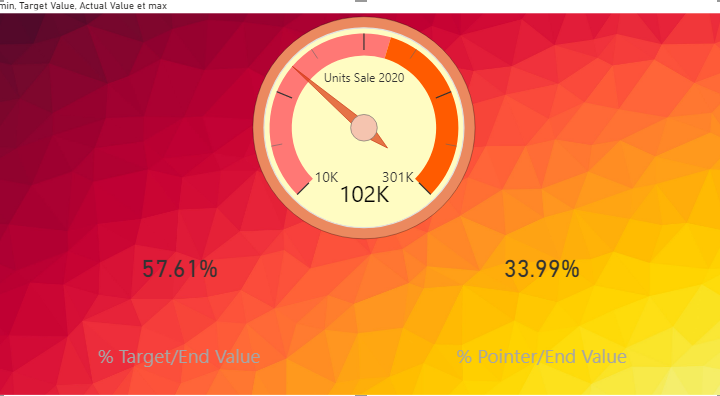 min, Target Value, Actual Value et max
Units Sale 2020
10K
301K
102K
57.61%
33.99%
% Target/End Value
% Pointer/End Value